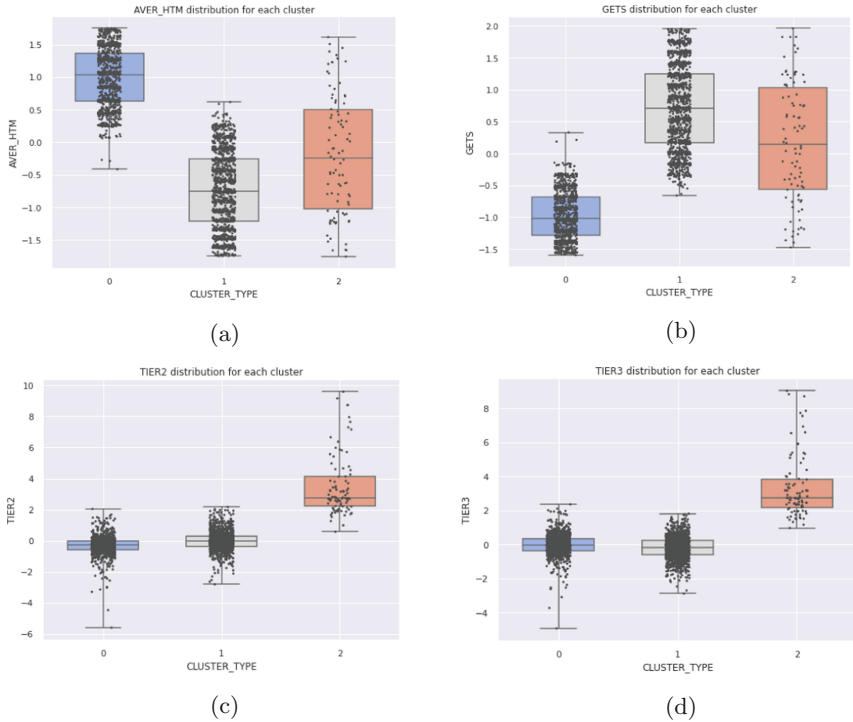 AVER_HTM distribution for each cluster
AVER_HTM
1.5
1.0
0.5
0.0
−0.5
−1.0
−1.5
0 1 2
CLUSTER_TYPE
(a)
GETS distribution for each cluster
GETS
2.0
1.5
1.0
0.5
0.0
−0.5
−1.0
−1.5
0 1 2
CLUSTER_TYPE
(b)
TIER2 distribution for each cluster
TIER2
10
8
6
4
2
0
−2
−4
−6
0 1 2
CLUSTER_TYPE
(c)
TIER3 distribution for each cluster
TIER3
8
6
4
2
0
−2
−4
0 1 2
CLUSTER_TYPE
(d)